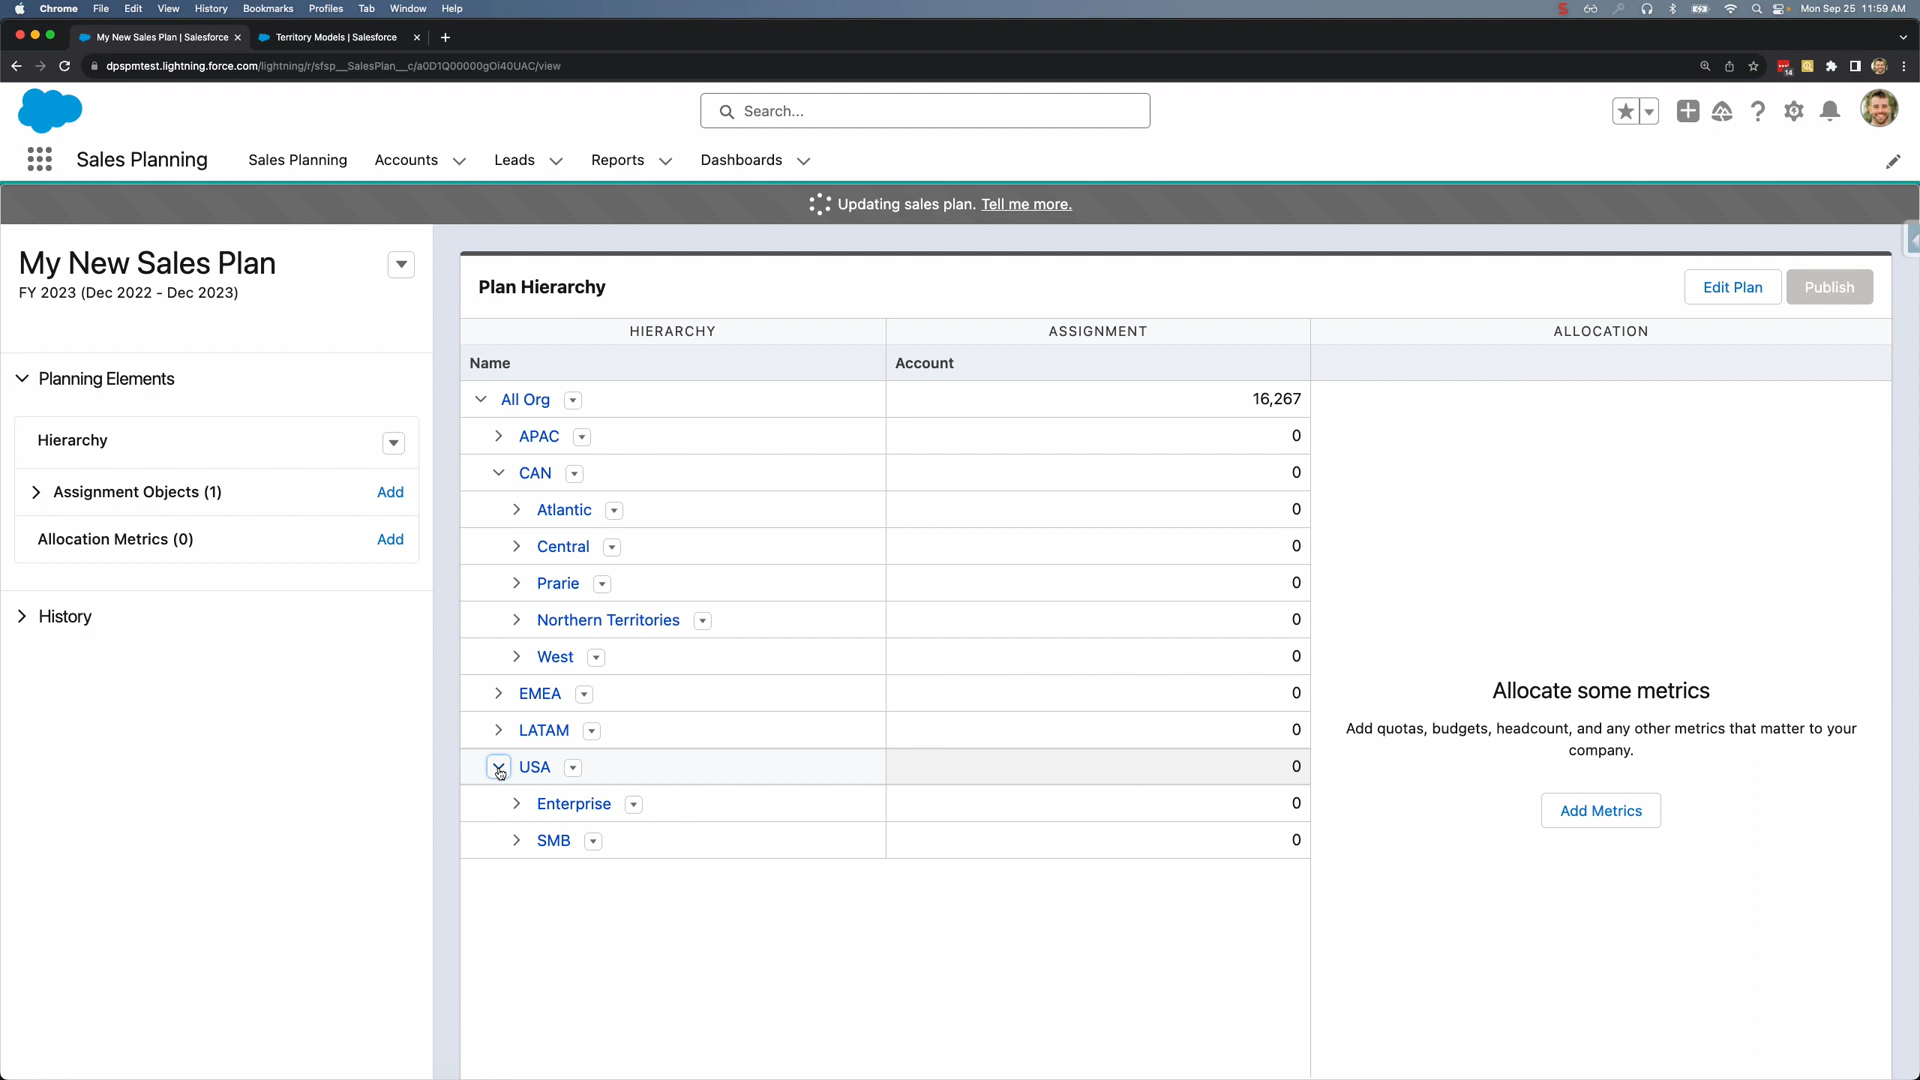 Chrome File Edit View History Bookmarks Profiles Tab Window Help
Mon Sep 25 11:59 AM
My New Sales Plan | Salesforce
Territory Models | Salesforce
dpspmtest.lightning.force.com/lightning/r/sfsp__SalesPlan__c/a0D1Q00000gOi40UAC/view
14
Search...
Sales Planning
Sales Planning Accounts Leads Reports Dashboards
Updating sales plan. Tell me more.
My New Sales Plan
FY 2023 (Dec 2022 - Dec 2023)
Planning Elements
Hierarchy
Assignment Objects (1) Add
Allocation Metrics (0) Add
History
Plan Hierarchy
Edit Plan
Publish
HIERARCHY ASSIGNMENT ALLOCATION
Name Account
All Org 16,267
APAC 0
CAN 0
Atlantic 0
Central 0
Prarie 0
Northern Territories 0
West 0
EMEA 0
LATAM 0
USA 0
Enterprise 0
SMB 0
Allocate some metrics
Add quotas, budgets, headcount, and any other metrics that matter to your
company.
Add Metrics